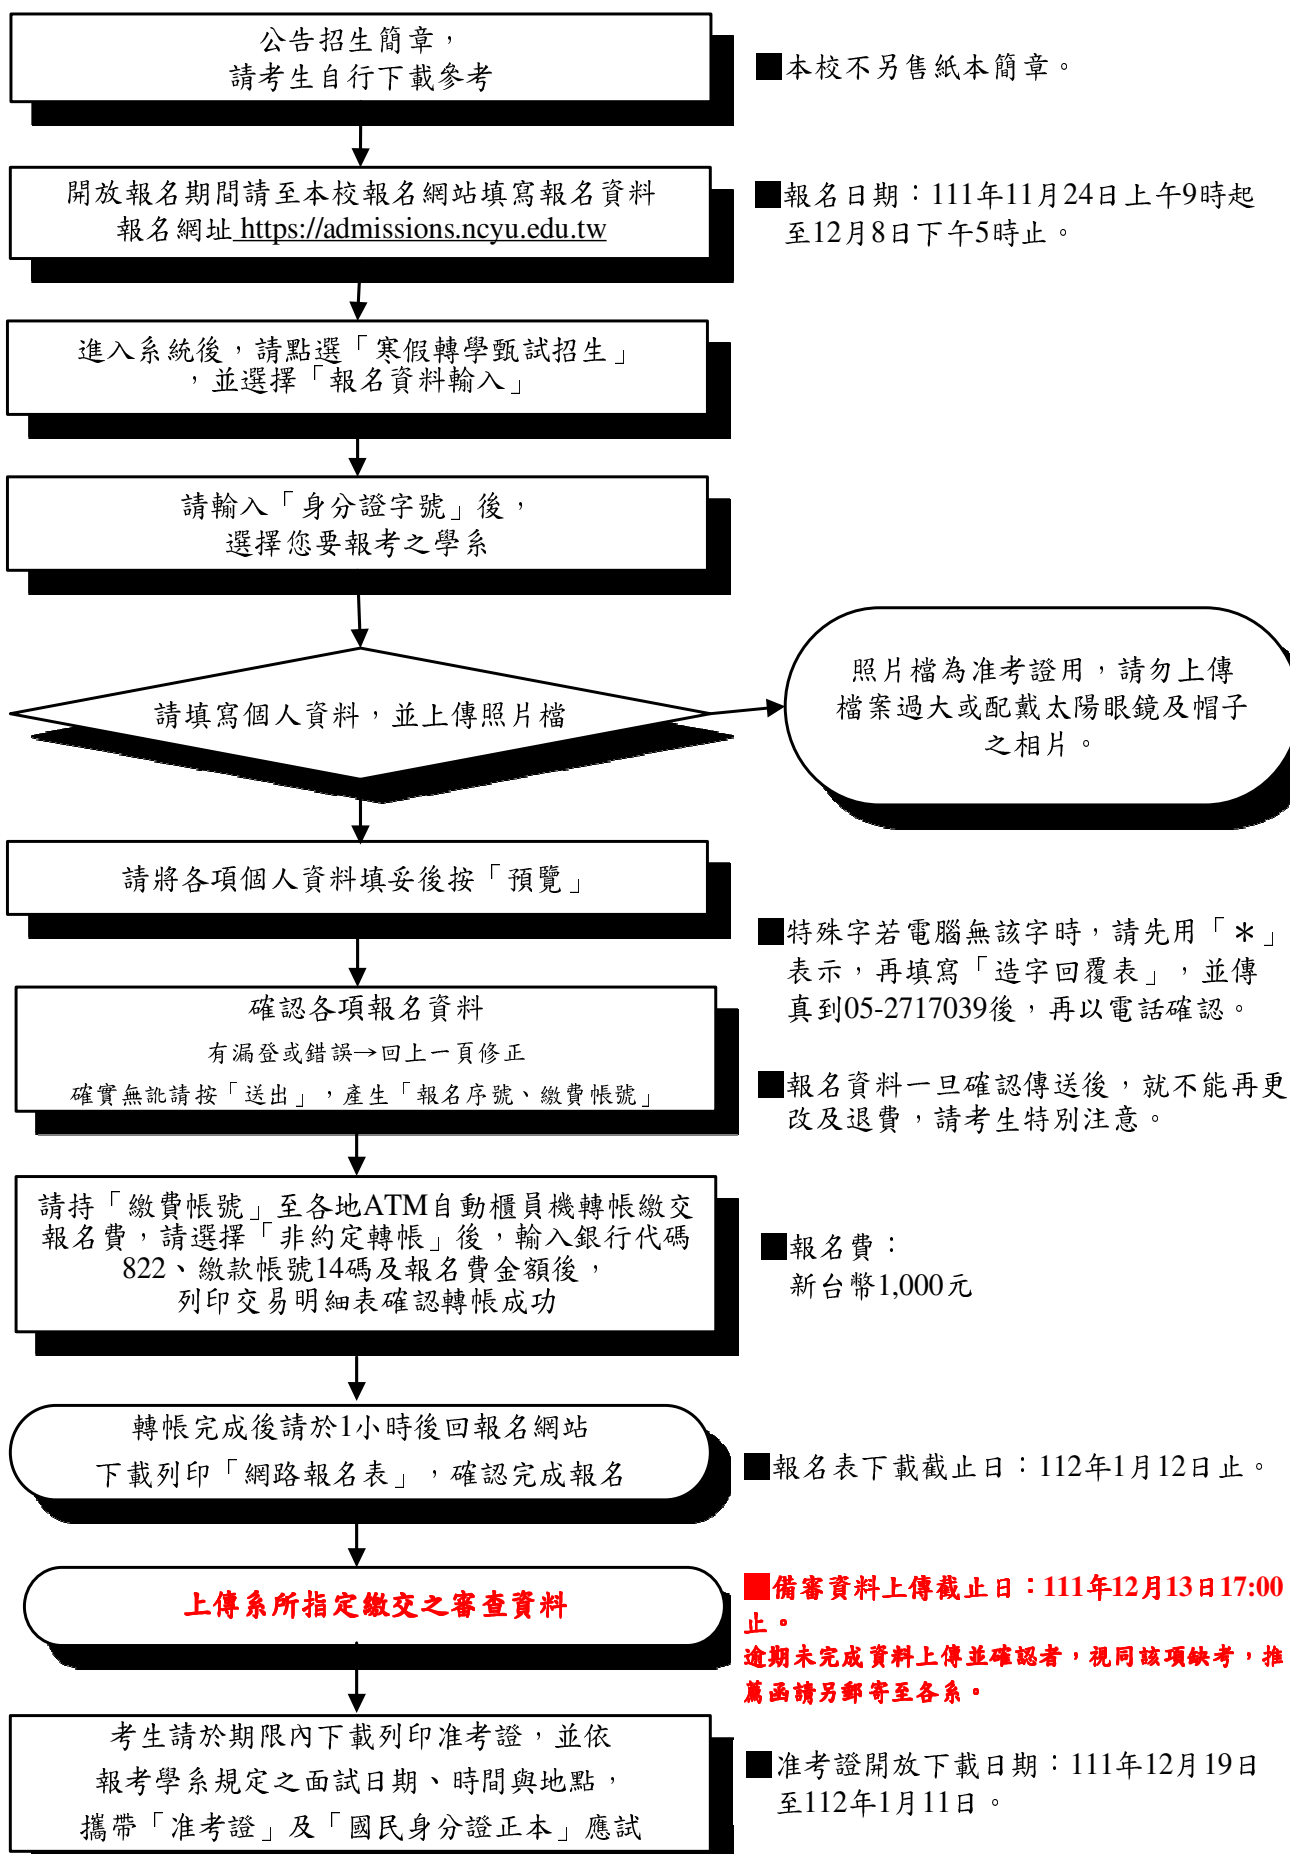 公告招生簡章，
請考生自行下載參考
■本校不另售紙本簡章。
開放報名期間請至本校報名網站填寫報名資料
報名網址 https://admissions.ncyu.edu.tw
■報名日期：111年11月24日上午9時起
至12月8日下午5時止。
進入系統後，請點選「寒假轉學甄試招生」
，並選擇「報名資料輸入」
請輸入「身分證字號」後，
選擇您要報考之學系
請填寫個人資料，並上傳照片檔
照片檔為准考證用，請勿上傳
檔案過大或配戴太陽眼鏡及帽子
之相片。
請將各項個人資料填妥後按「預覽」
■特殊字若電腦無該字時，請先用「＊」
表示，再填寫「造字回覆表」，並傳
真到05-2717039後，再以電話確認。
確認各項報名資料
有漏登或錯誤→回上一頁修正
確實無訛請按「送出」，產生「報名序號、繳費帳號」
■報名資料一旦確認傳送後，就不能再更
改及退費，請考生特別注意。
請持「繳費帳號」至各地ATM自動櫃員機轉帳繳交
報名費，請選擇「非約定轉帳」後，輸入銀行代碼
822、繳款帳號14碼及報名費金額後，
列印交易明細表確認轉帳成功
■報名費：
新台幣1,000元
轉帳完成後請於1小時後回報名網站
下載列印「網路報名表」，確認完成報名
■報名表下載截止日：112年1月12日止。
上傳系所指定繳交之審查資料
■備審資料上傳截止日：111年12月13日17:00
止。
逾期未完成資料上傳並確認者，視同該項缺考，推
薦函請另郵寄至各系。
考生請於期限內下載列印准考證，並依
報考學系規定之面試日期、時間與地點，
攜帶「准考證」及「國民身分證正本」應試
■准考證開放下載日期：111年12月19日
至112年1月11日。